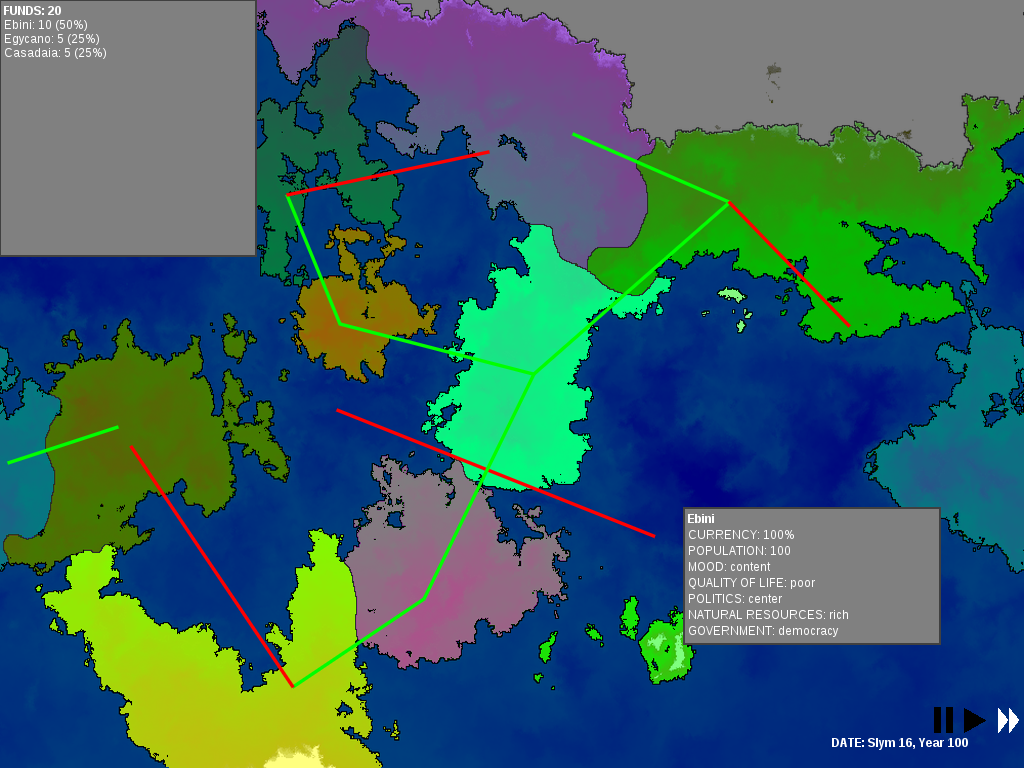 FUNDS: 20
Ebini: 10 (50%)
Egycano: 5 (25%)
Casadaia: 5 (25%)
Ebini
CURRENCY: 100%
POPULATION: 100
MOOD: content
QUALITY OF LIFE: poor
POLITICS: center
NATURAL RESOURCES: rich
GOVERNMENT: democracy
DATE: Slym 16, Year 100